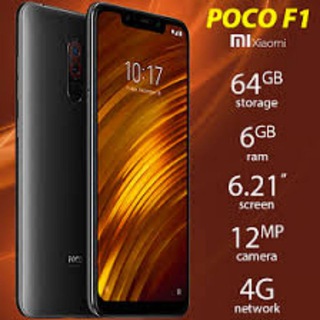 POCO F1
mi Xiaomi
64GB
storage
6GB
ram
6.21"
screen
12MP
camera
4G
network
10:17